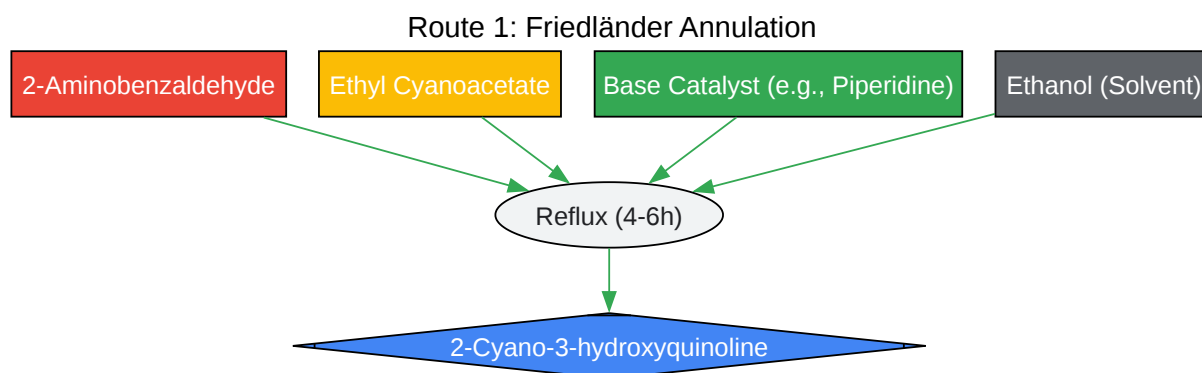 Route 1: Friedländer Annulation
2-Aminobenzaldehyde
Ethyl Cyanoacetate
Base Catalyst (e.g., Piperidine)
Ethanol (Solvent)
Reflux (4-6h)
2-Cyano-3-hydroxyquinoline